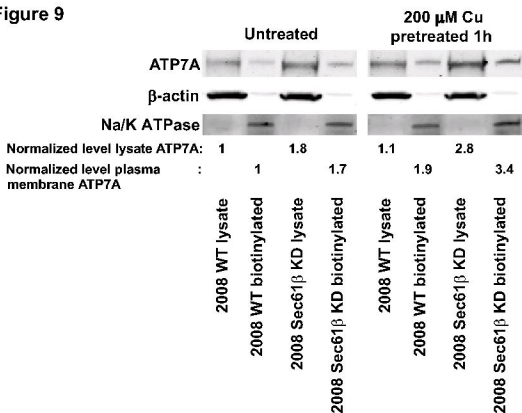 Figure 9
Untreated
200 µM Cu
pretreated 1h
ATP7A
β-actin
Na/K ATPase
Normalized level lysate ATP7A: 1 1.8 1.1 2.8
Normalized level plasma : 1 1.7 1.9 3.4
membrane ATP7A
2008 WT lysate
2008 WT biotinylated
2008 Sec61β KD lysate
2008 Sec61β KD biotinylated
2008 WT lysate
2008 WT biotinylated
2008 Sec61β KD lysate
2008 Sec61β KD biotinylated